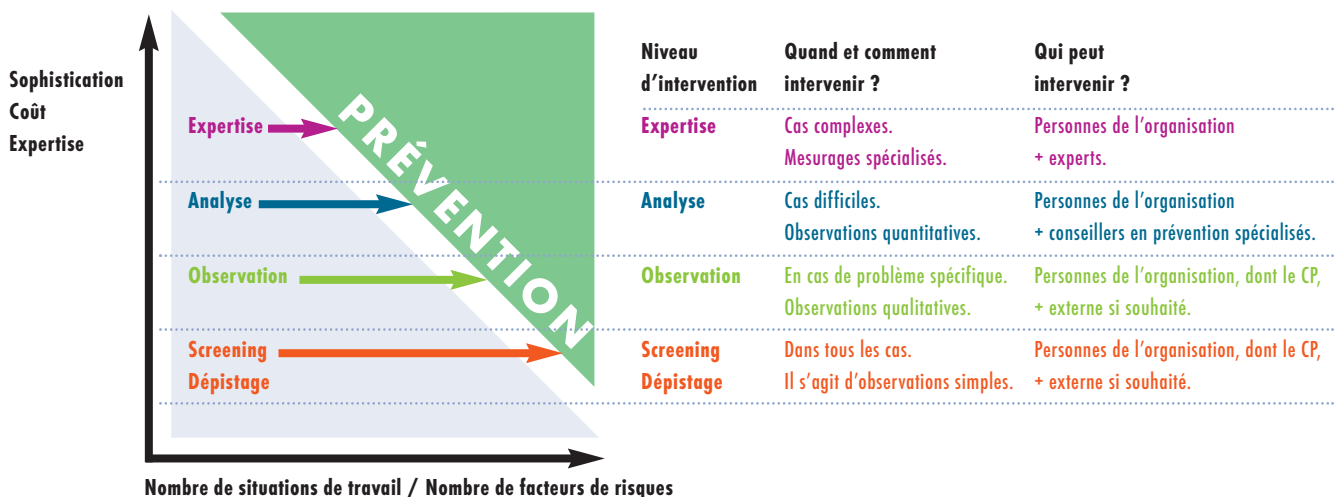 Sophistication
Coût
Expertise
Expertise
Analyse
Observation
Screening
Dépistage
PRÉVENTION
Nombre de situations de travail / Nombre de facteurs de risques
Niveau
d’intervention
Quand et comment
intervenir ?
Qui peut
intervenir ?
Expertise
Cas complexes.
Mesurages spécialisés.
Personnes de l’organisation
+ experts.
Analyse
Cas difficiles.
Observations quantitatives.
Personnes de l’organisation
+ conseillers en prévention spécialisés.
Observation
En cas de problème spécifique.
Observations qualitatives.
Personnes de l’organisation, dont le CP,
+ externe si souhaité.
Screening
Dépistage
Dans tous les cas.
Il s’agit d’observations simples.
Personnes de l’organisation, dont le CP,
+ externe si souhaité.